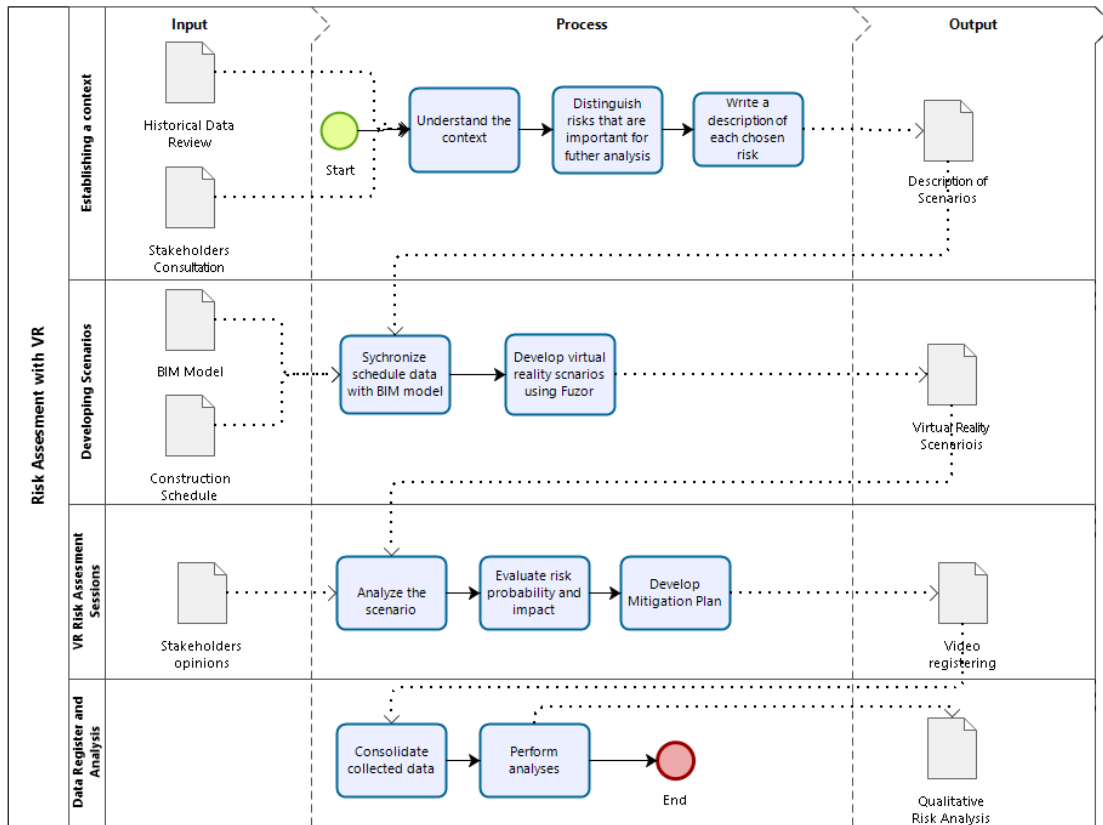 Input
Process
Output
Risk Assesment with VR
Establishing a context
Historical Data
Review
Stakeholders
Consultation
Start
Understand the
context
Distinguish
risks that are
important for
futher analysis
Write a
description of
each chosen
risk
Description of
Scenarios
Developing Scenarios
BIM Model
Construction
Schedule
Sychronize
schedule data
with BIM model
Develop virtual
reality scnarios
using Fuzor
Virtual Reality
Scenariois
VR Risk Assesment
Sessions
Stakeholders
opinions
Analyze the
scenario
Evaluate risk
probability and
impact
Develop
Mitigation Plan
Video
registering
Data Register and
Analysis
Consolidate
collected data
Perform
analyses
End
Qualitative
Risk Analysis